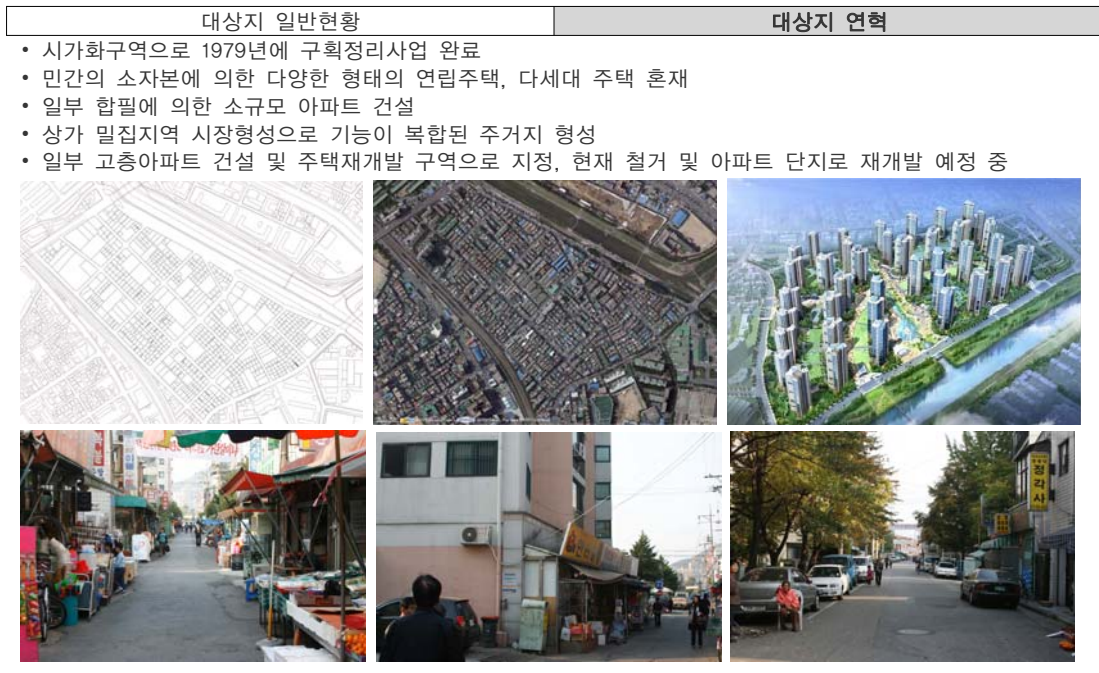 대상지 일반현황
대상지 연혁
• 시가화구역으로 1979년에 구획정리사업 완료
• 민간의 소자본에 의한 다양한 형태의 연립주택, 다세대 주택 혼재
• 일부 합필에 의한 소규모 아파트 건설
• 상가 밀집지역 시장형성으로 기능이 복합된 주거지 형성
• 일부 고층아파트 건설 및 주택재개발 구역으로 지정, 현재 철거 및 아파트 단지로 재개발 예정 중
정각사